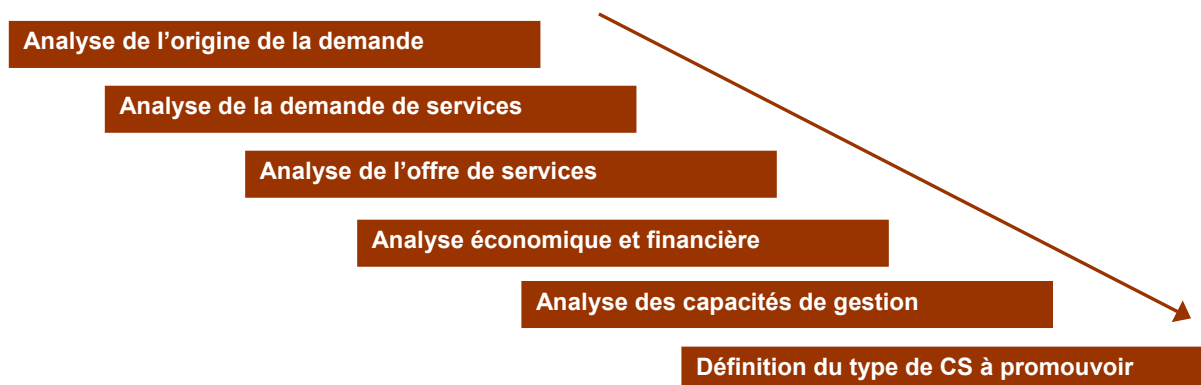 Analyse de l’origine de la demande
Analyse de la demande de services
Analyse de l’offre de services
Analyse économique et financière
Analyse des capacités de gestion
Définition du type de CS à promouvoir